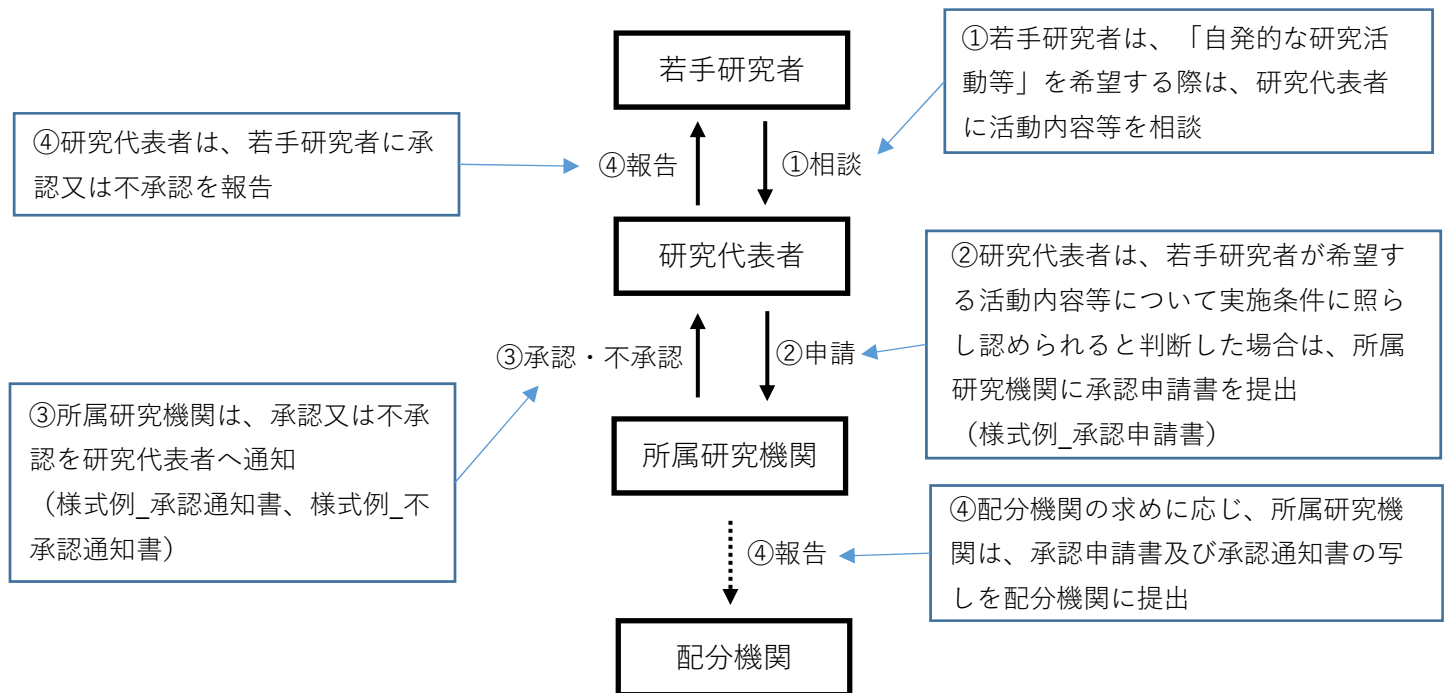 若手研究者
①若手研究者は、「自発的な研究活
動等」を希望する際は、研究代表者
に活動内容等を相談
④研究代表者は、若手研究者に承
認又は不承認を報告
④報告
①相談
研究代表者
②研究代表者は、若手研究者が希望す
る活動内容等について実施条件に照ら
し認められると判断した場合は、所属
研究機関に承認申請書を提出
（様式例_承認申請書）
③承認・不承認
②申請
③所属研究機関は、承認又は不承
認を研究代表者へ通知
（様式例_承認通知書、様式例_不
承認通知書）
所属研究機関
④配分機関の求めに応じ、所属研究機
関は、承認申請書及び承認通知書の写
しを配分機関に提出
④報告
配分機関